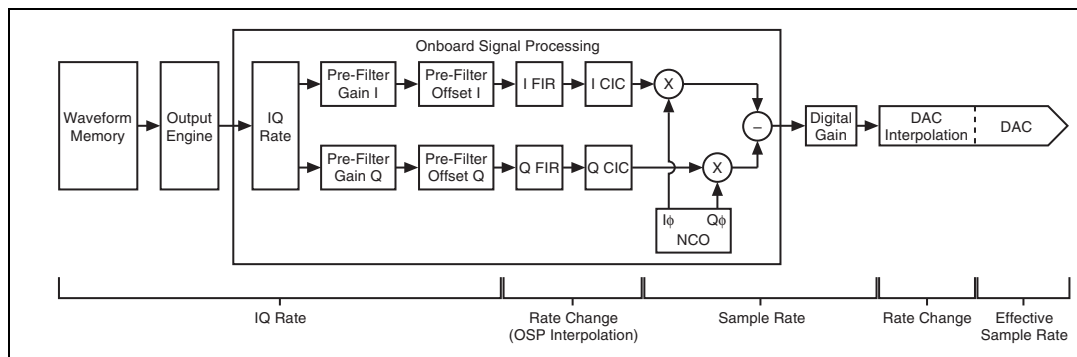 Onboard Signal Processing
Waveform
Memory
Output
Engine
IQ
Rate
Pre-Filter
Gain I
Pre-Filter
Offset I
I FIR
I CIC
X
Pre-Filter
Gain Q
Pre-Filter
Offset Q
Q FIR
Q CIC
X
–
Iϕ
Qϕ
NCO
Digital
Gain
DAC
Interpolation
DAC
IQ Rate
Rate Change
(OSP Interpolation)
Sample Rate
Rate Change
Effective
Sample Rate